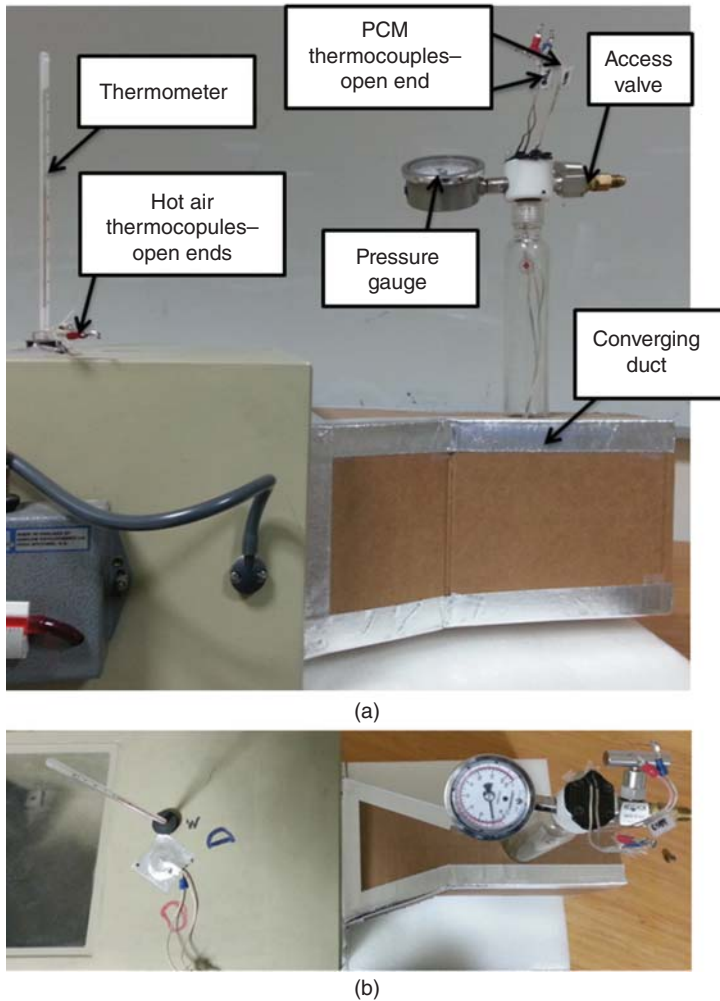 PCM
thermocouples–
open end
Access
valve
Thermometer
Hot air
thermocopules–
open ends
Pressure
gauge
Converging
duct
(a)
W
D
(b)